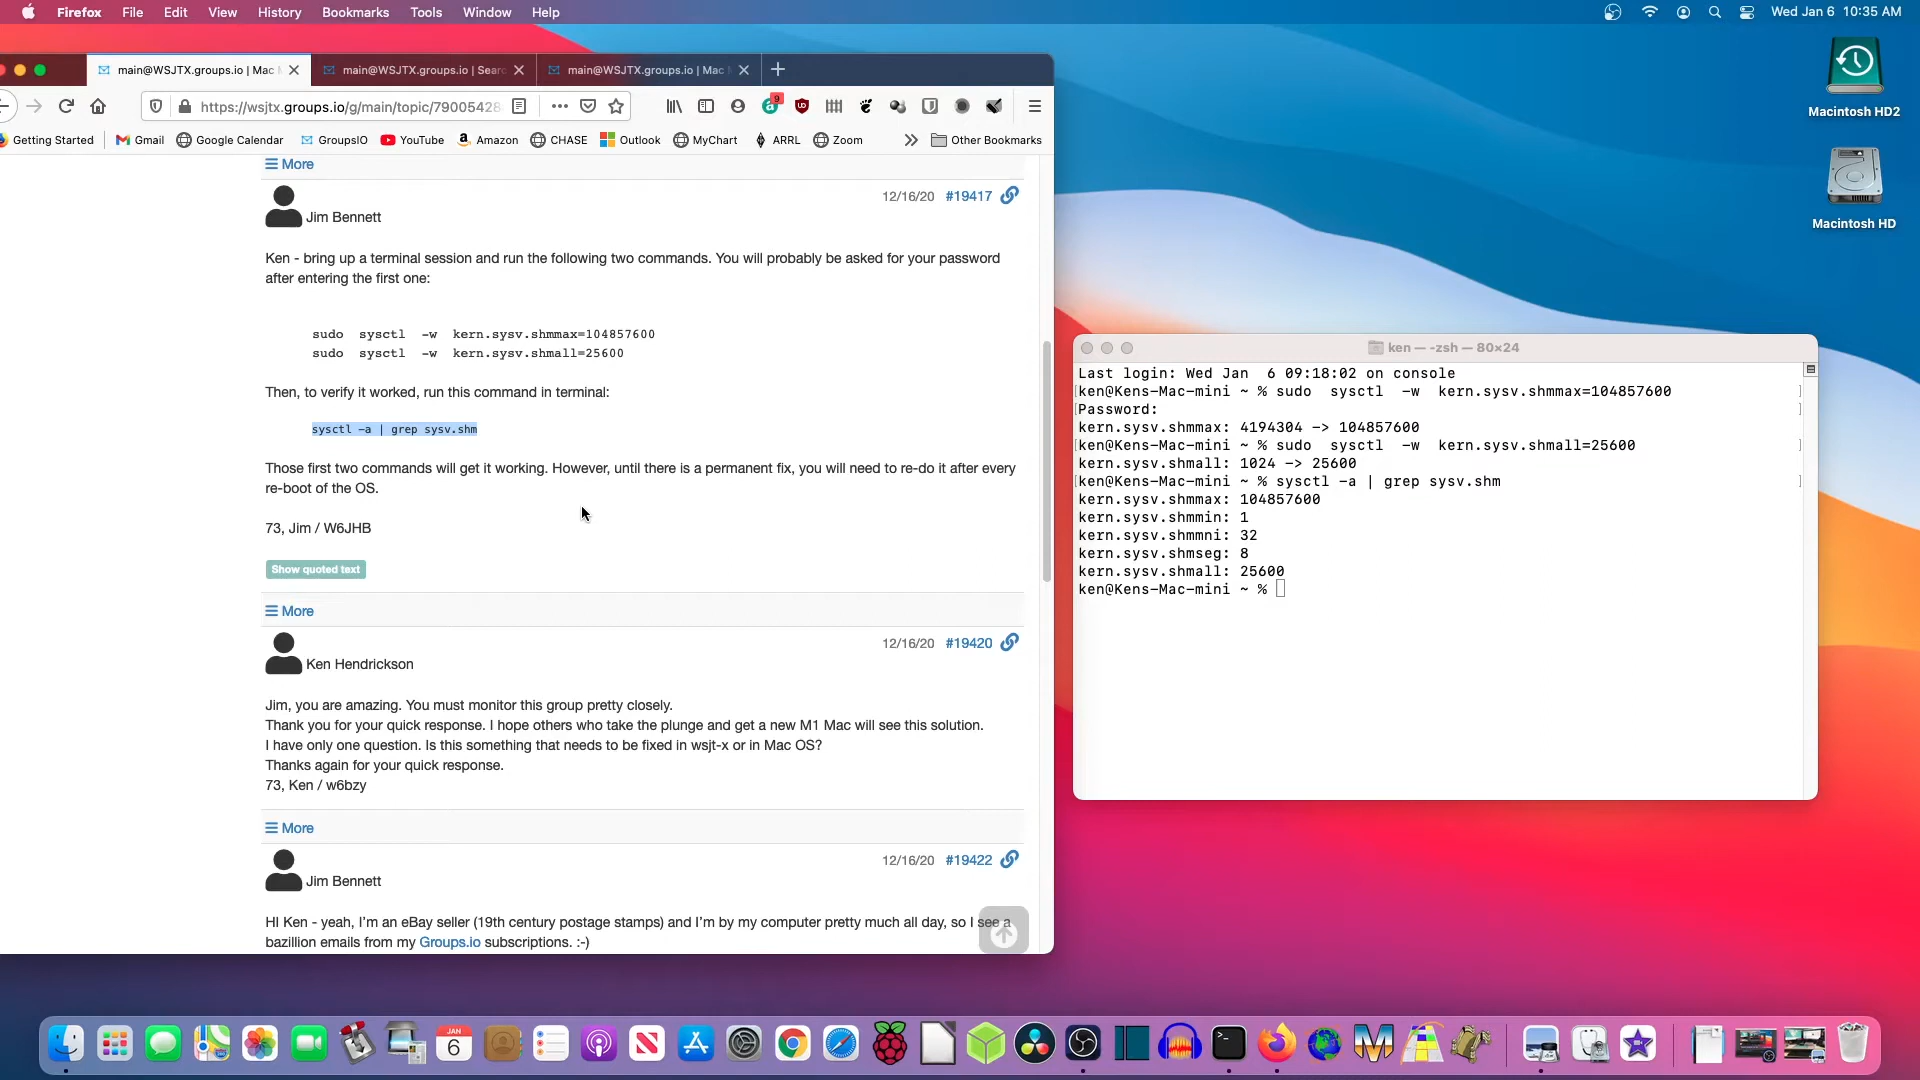 Firefox File Edit View History Bookmarks Tools Window Help
Wed Jan 6 10:35 AM
main@WSJTX.groups.io | Mac
main@WSJTX.groups.io | Sear
main@WSJTX.groups.io | Mac
https://wsjtx.groups.io/g/main/topic/79005428
9
Getting Started Gmail Google Calendar GroupsIO YouTube Amazon CHASE Outlook MyChart ARRL Zoom Other Bookmarks
More
12/16/20 #19417
Jim Bennett
Ken - bring up a terminal session and run the following two commands. You will probably be asked for your password
after entering the first one:
sudo sysctl -w kern.sysv.shmmax=104857600
sudo sysctl -w kern.sysv.shmall=25600
Then, to verify it worked, run this command in terminal:
sysctl -a | grep sysv.shm
Those first two commands will get it working. However, until there is a permanent fix, you will need to re-do it after every
re-boot of the OS.
73, Jim / W6JHB
Show quoted text
More
12/16/20 #19420
Ken Hendrickson
Jim, you are amazing. You must monitor this group pretty closely.
Thank you for your quick response. I hope others who take the plunge and get a new M1 Mac will see this solution.
I have only one question. Is this something that needs to be fixed in wsjt-x or in Mac OS?
Thanks again for your quick response.
73, Ken / w6bzy
More
12/16/20 #19422
Jim Bennett
HI Ken - yeah, I'm an eBay seller (19th century postage stamps) and I'm by my computer pretty much all day, so I see a
bazillion emails from my Groups.io subscriptions. :-)
ken — -zsh — 80×24
Last login: Wed Jan  6 09:18:02 on console
[ken@Kens-Mac-mini ~ % sudo  sysctl  -w  kern.sysv.shmmax=104857600 ]
[Password: ]
kern.sysv.shmmax: 4194304 -> 104857600
[ken@Kens-Mac-mini ~ % sudo  sysctl  -w  kern.sysv.shmall=25600 ]
kern.sysv.shmall: 1024 -> 25600
[ken@Kens-Mac-mini ~ % sysctl -a | grep sysv.shm ]
kern.sysv.shmmax: 104857600
kern.sysv.shmmin: 1
kern.sysv.shmmni: 32
kern.sysv.shmseg: 8
kern.sysv.shmall: 25600
ken@Kens-Mac-mini ~ %
Macintosh HD2
Macintosh HD
JAN
6